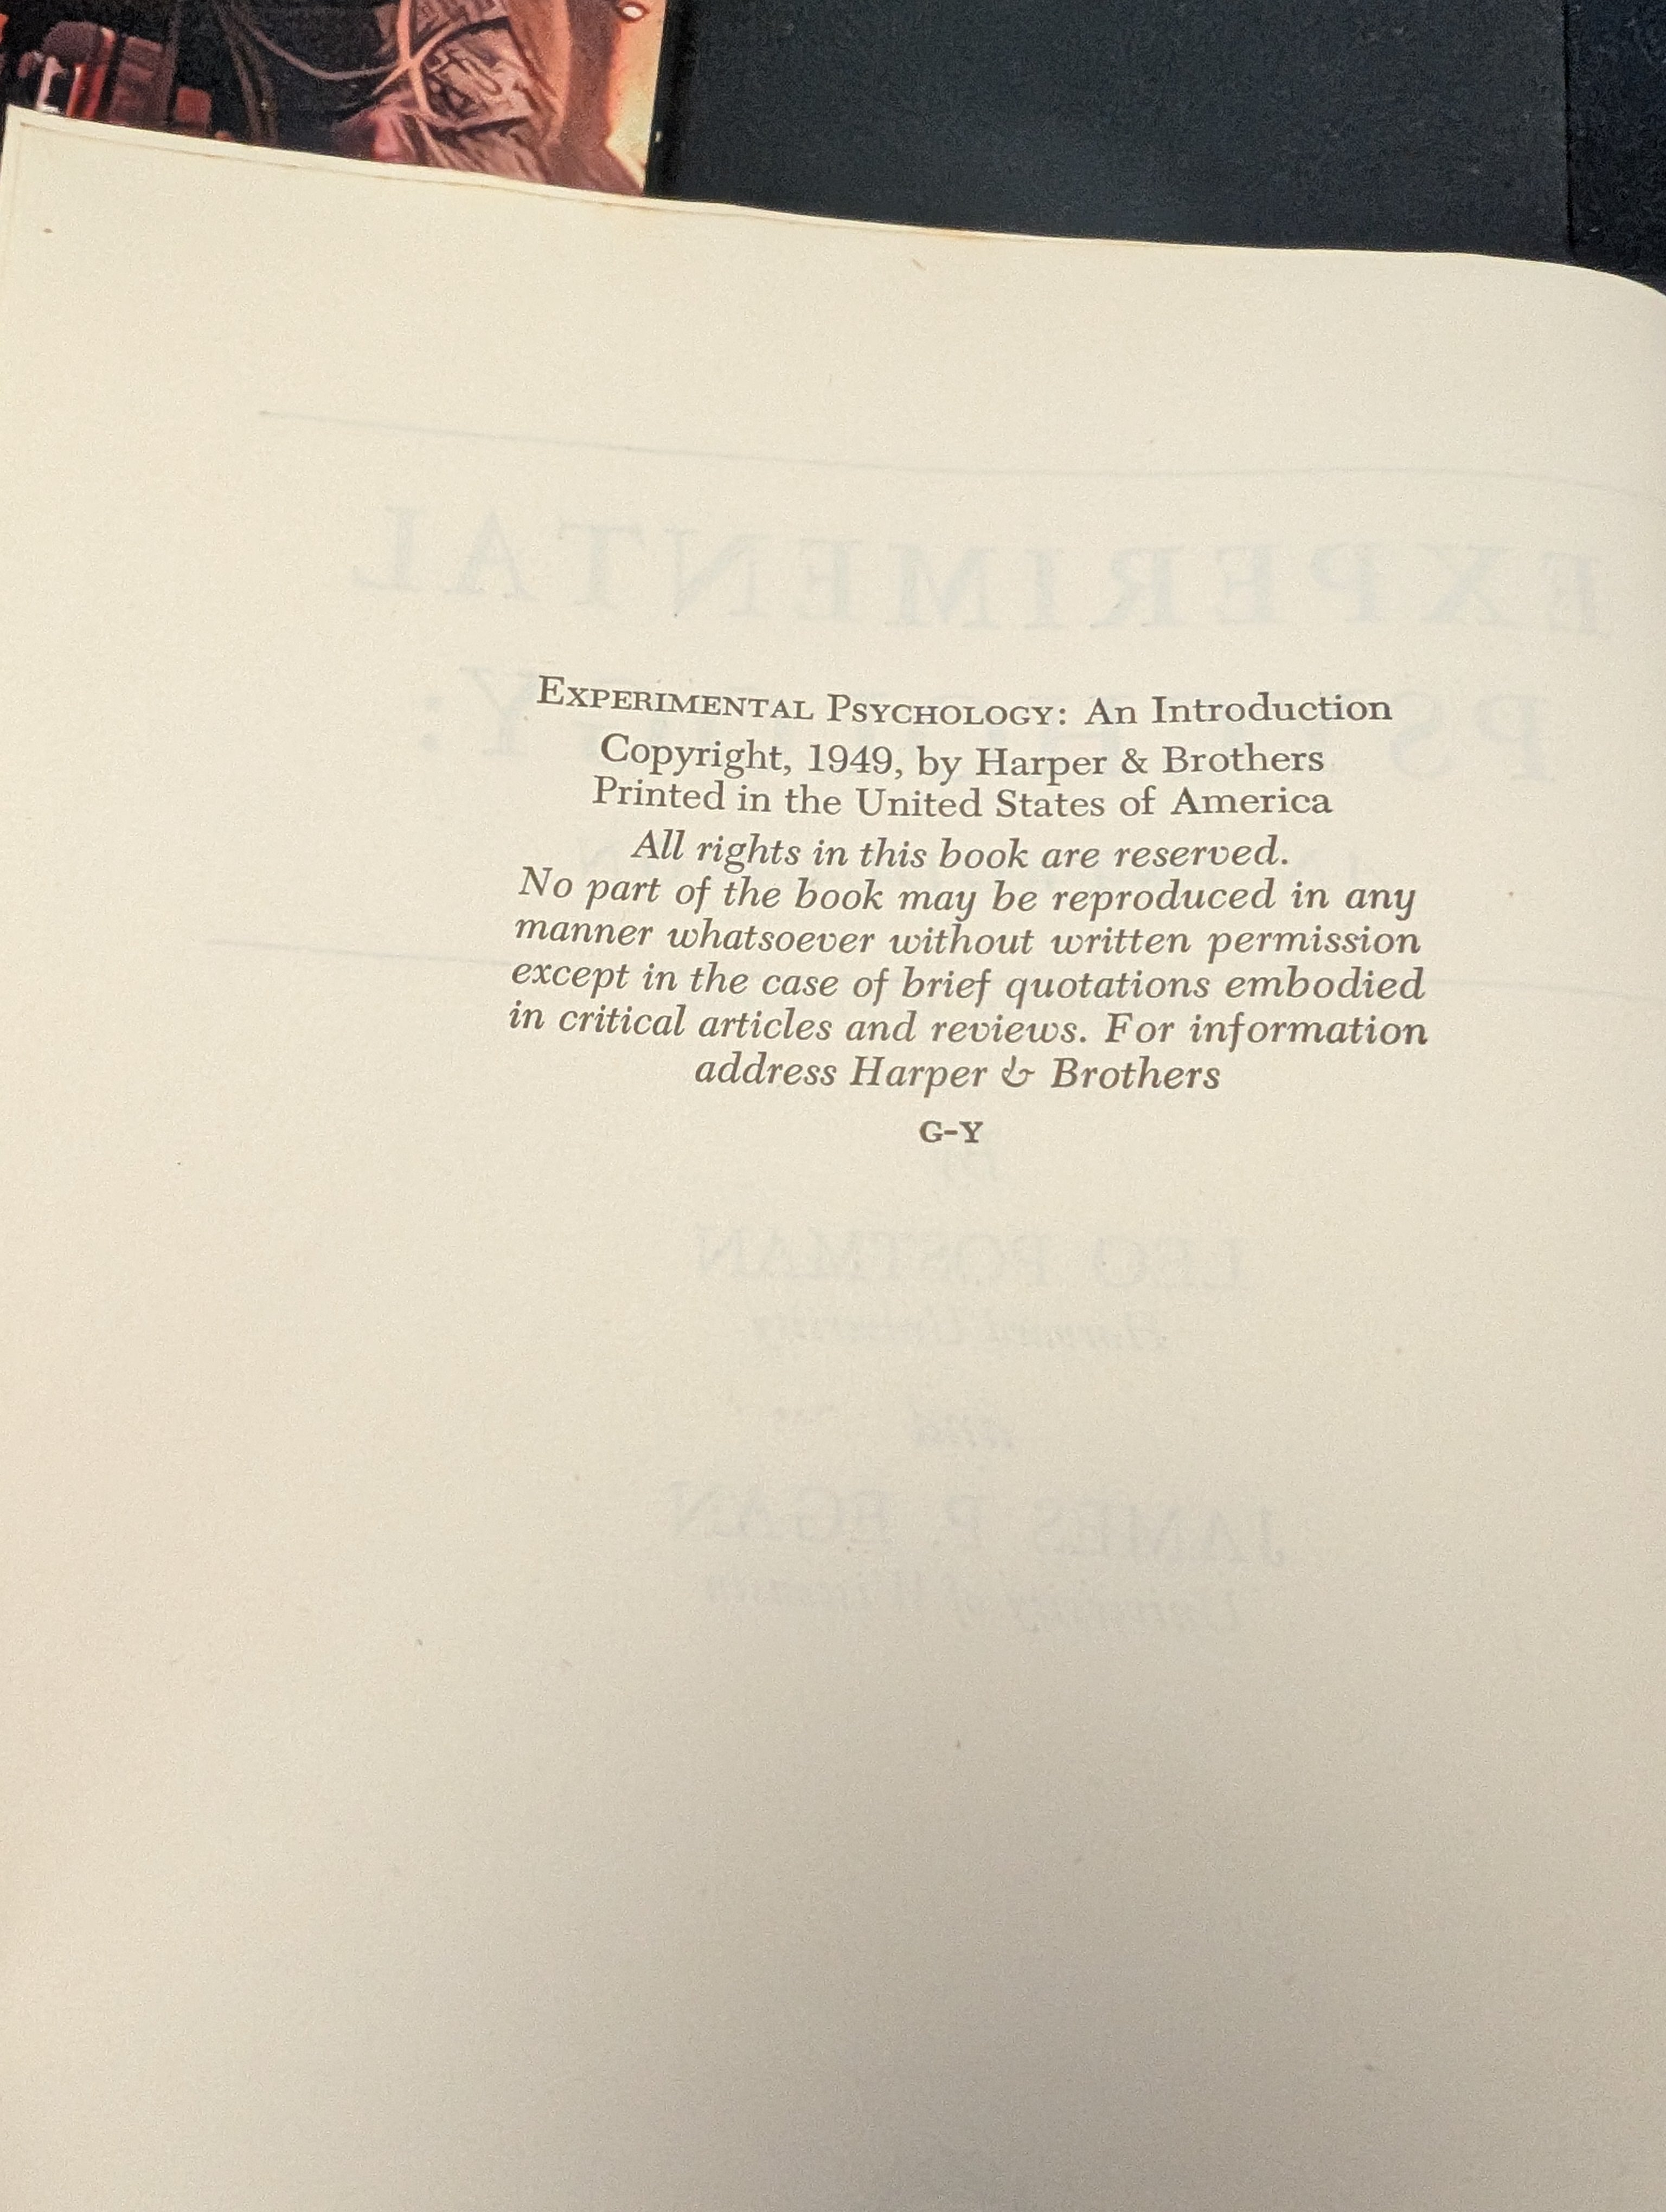 EXPERIMENTAL PSYCHOLOGY: An Introduction
Copyright, 1949, by Harper & Brothers
Printed in the United States of America
All rights in this book are reserved.
No part of the book may be reproduced in any
manner whatsoever without written permission
except in the case of brief quotations embodied
in critical articles and reviews. For information
address Harper & Brothers
G-Y